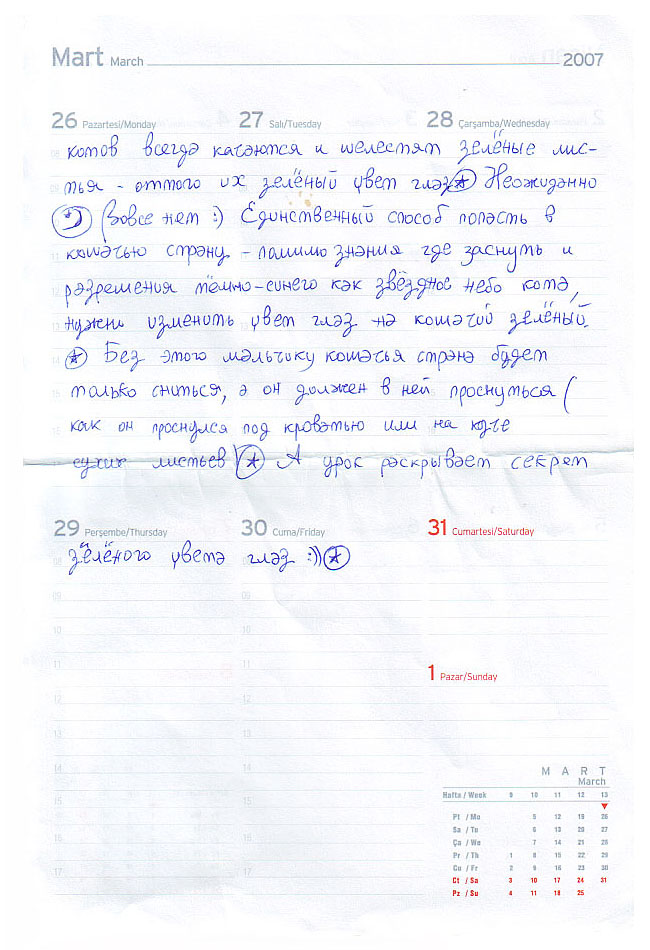 Mart March 2007
26 Pazartesi/Monday 27 Salı/Tuesday 28 Çarşamba/Wednesday
котов всегда качаются и шелестят зелёные лис-
тья - оттого их зелёный цвет глаз * Неожиданно
:) (Вовсе нет :) Единственный способ попасть в
кошачью страну - помимо знания где заснуть и
разрешения тёмно-синего как звёздное небо кота,
нужно изменить цвет глаз на кошачий зелёный.
* Без этого мальчику кошачья страна будет
только сниться, а он должен в ней проснуться (
как он проснулся под кроватью или на куче
сухих листьев) * А урок раскрывает секрет
29 Perşembe/Thursday 30 Cuma/Friday 31 Cumartesi/Saturday
зелёного цвета глаз :)) *
1 Pazar/Sunday
M A R T
March
Hafta / Week 9 10 11 12 13
Pt / Mo 5 12 19 26
Sa / Tu 6 13 20 27
Ça / We 7 14 21 28
Pr / Th 1 8 15 22 29
Cu / Fr 2 9 16 23 30
Ct / Sa 3 10 17 24 31
Pz / Su 4 11 18 25